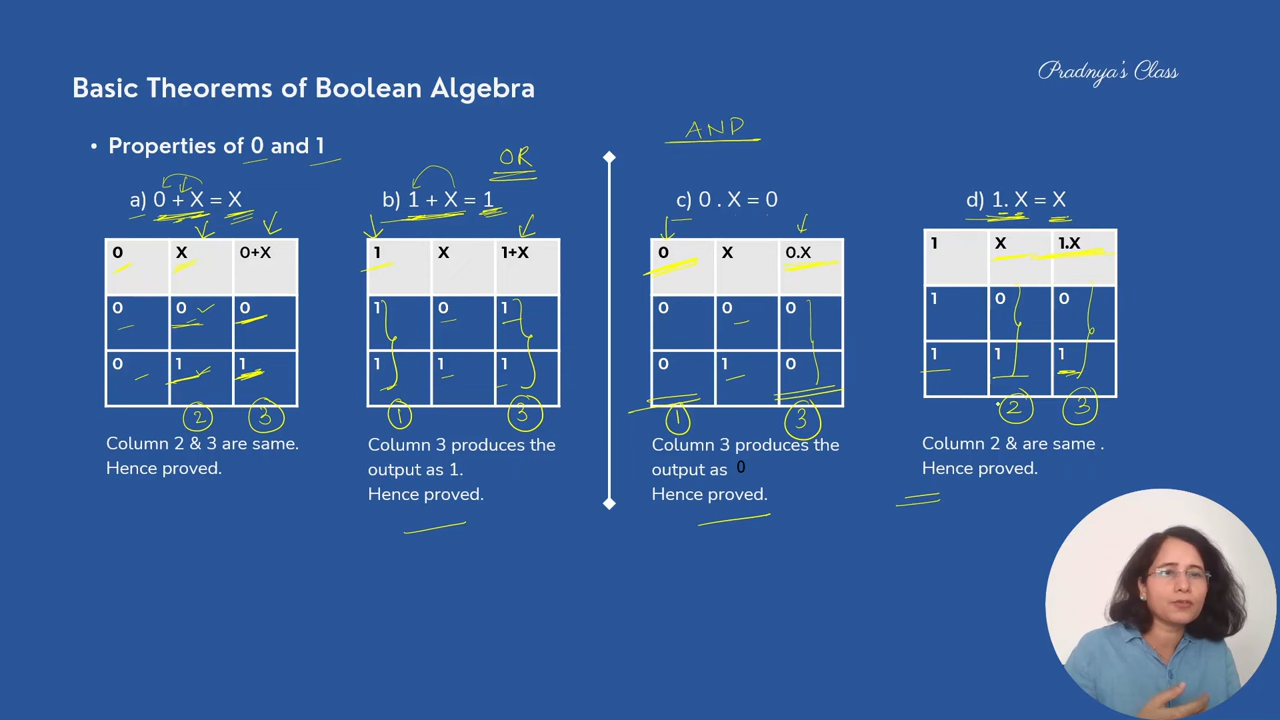 Pradnya's Class
Basic Theorems of Boolean Algebra
• Properties of 0 and 1
OR
AND
a) 0 + X = X
0 X 0+X
0 0 0
0 1 1
2 3
Column 2 & 3 are same.
Hence proved.
b) 1 + X = 1
1 X 1+X
1 0 1
1 1 1
1 3
Column 3 produces the
output as 1.
Hence proved.
c) 0 . X = 0
0 X 0.X
0 0 0
0 1 0
1 3
Column 3 produces the
output as 0
Hence proved.
d) 1. X = X
1 X 1.X
1 0 0
1 1 1
2 3
Column 2 & are same .
Hence proved.